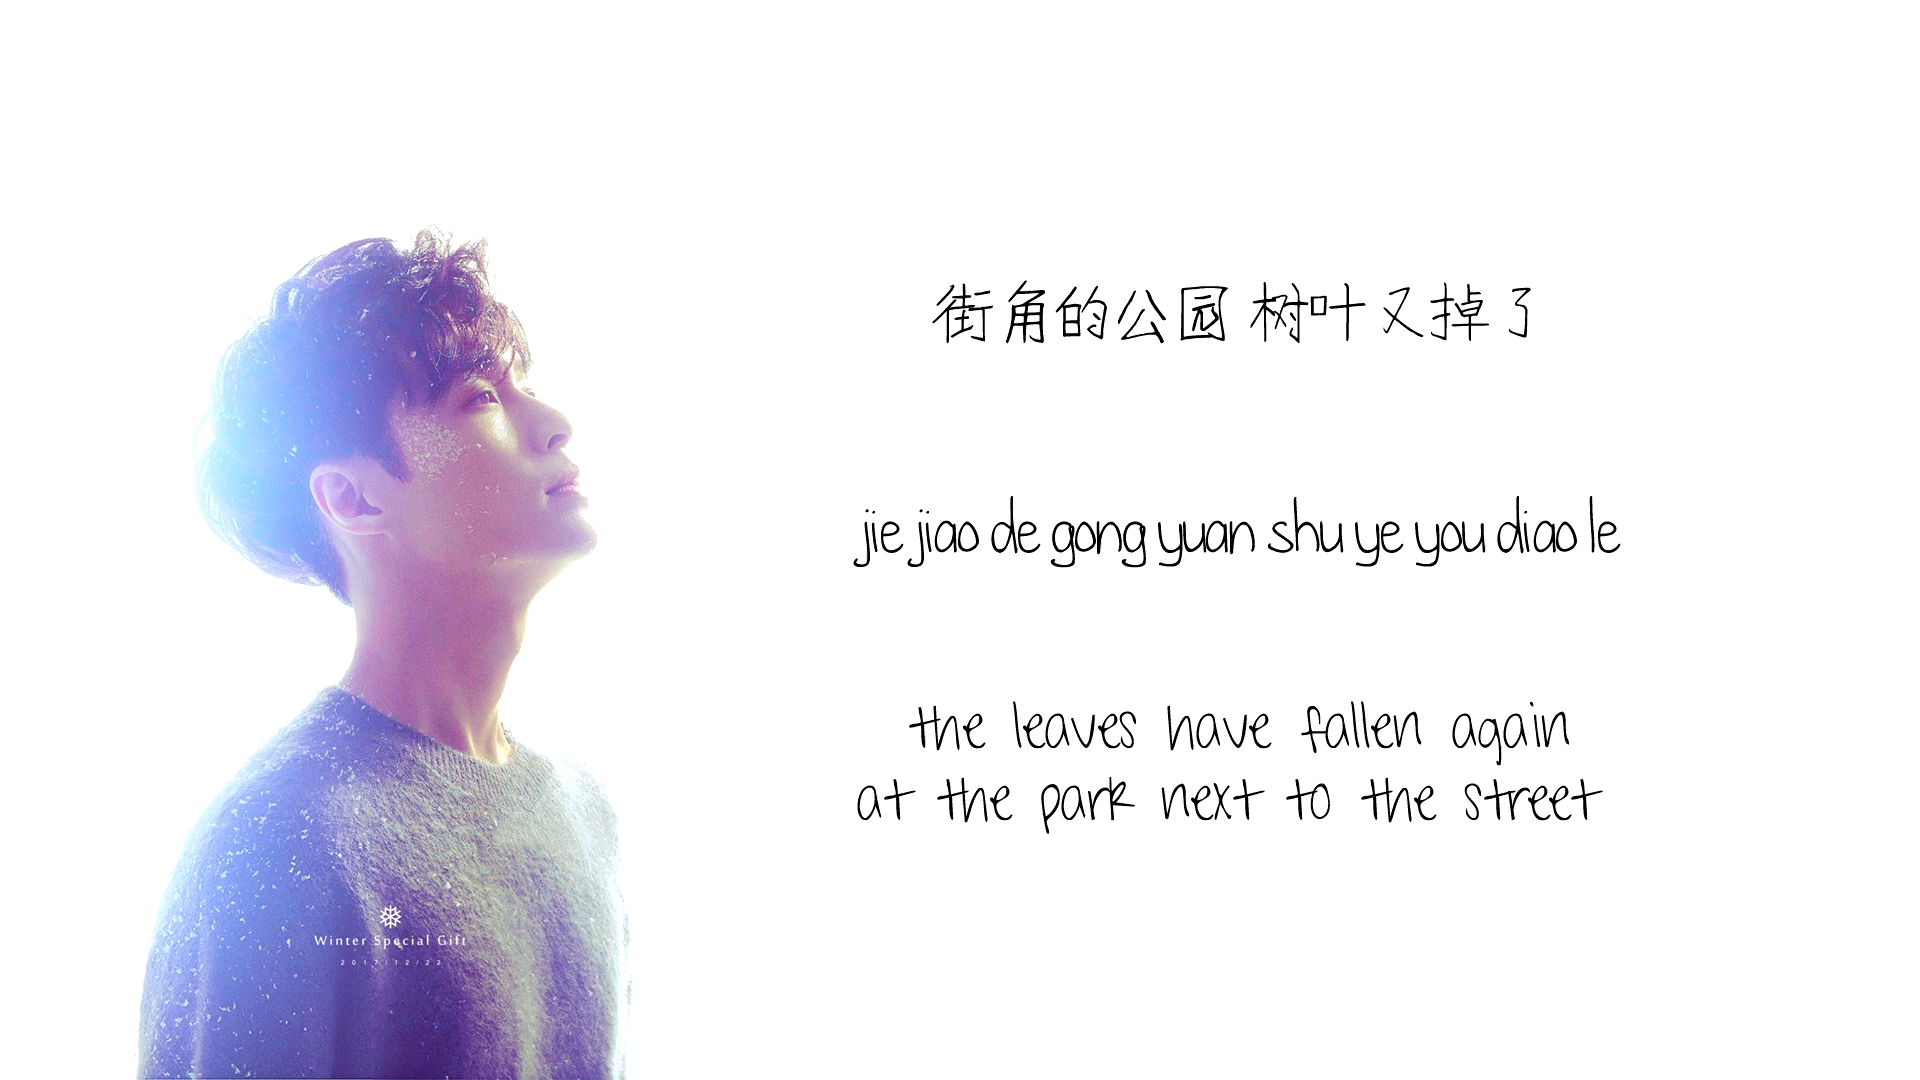 街角的公园 树叶又掉了
jie jiao de gong yuan shu ye you diao le
the leaves have fallen again
at the park next to the street
Winter Special Gift
2017/12/22